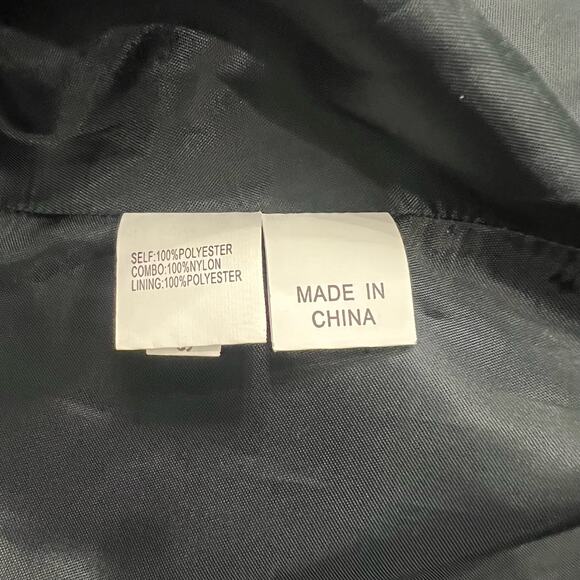 SELF:100%POLYESTER
COMBO:100%NYLON
LINING:100%POLYESTER
MADE IN
CHINA